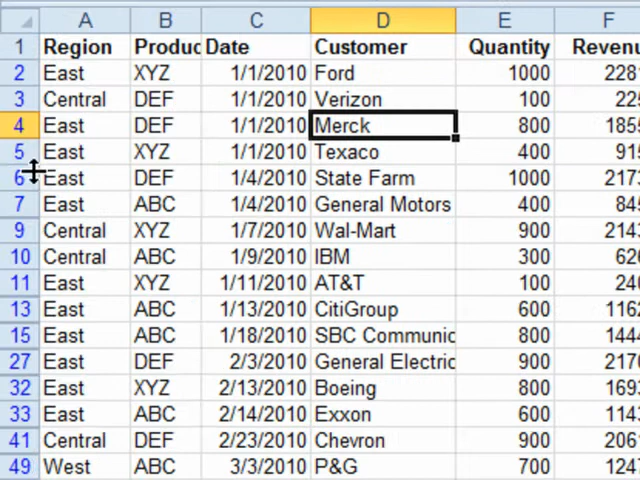 A B C D E F
1 Region Produc Date Customer Quantity Revenu
2 East XYZ 1/1/2010 Ford 1000 228
3 Central DEF 1/1/2010 Verizon 100 225
4 East DEF 1/1/2010 Merck 800 185
5 East XYZ 1/1/2010 Texaco 400 915
6 East DEF 1/4/2010 State Farm 1000 217
7 East ABC 1/4/2010 General Motors 400 845
9 Central XYZ 1/7/2010 Wal-Mart 900 214
10 Central ABC 1/9/2010 IBM 300 626
11 East XYZ 1/11/2010 AT&T 100 240
13 East ABC 1/13/2010 CitiGroup 600 1162
15 East ABC 1/18/2010 SBC Communic 800 1444
27 East DEF 2/3/2010 General Electric 900 2170
32 East XYZ 2/13/2010 Boeing 800 1693
33 East ABC 2/14/2010 Exxon 600 1143
41 Central DEF 2/23/2010 Chevron 900 2061
49 West ABC 3/3/2010 P&G 700 1247